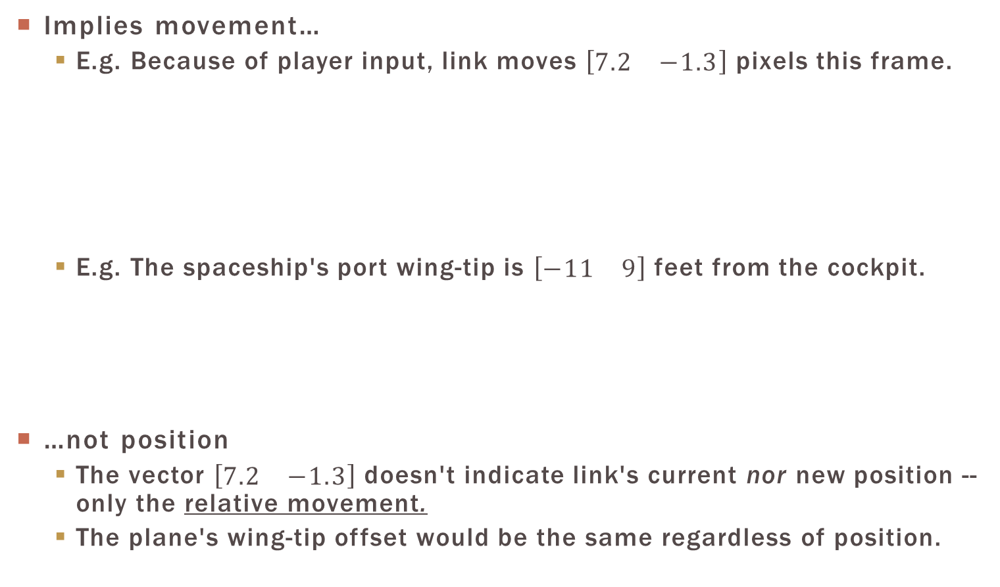 ▪ Implies movement…
▪ E.g. Because of player input, link moves [7.2 −1.3] pixels this frame.
▪ E.g. The spaceship's port wing-tip is [−11 9] feet from the cockpit.
▪ …not position
▪ The vector [7.2 −1.3] doesn't indicate link's current nor new position --
only the relative movement.
▪ The plane's wing-tip offset would be the same regardless of position.